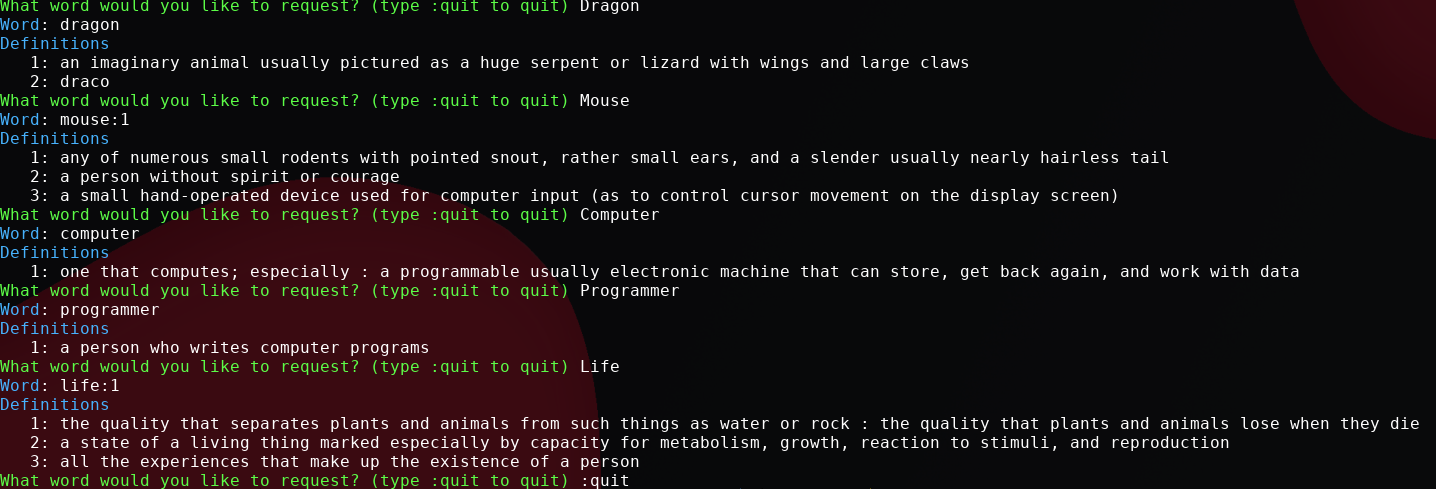 What word would you like to request? (type :quit to quit) Dragon
Word: dragon
Definitions
   1: an imaginary animal usually pictured as a huge serpent or lizard with wings and large claws
   2: draco
What word would you like to request? (type :quit to quit) Mouse
Word: mouse:1
Definitions
   1: any of numerous small rodents with pointed snout, rather small ears, and a slender usually nearly hairless tail
   2: a person without spirit or courage
   3: a small hand-operated device used for computer input (as to control cursor movement on the display screen)
What word would you like to request? (type :quit to quit) Computer
Word: computer
Definitions
   1: one that computes; especially : a programmable usually electronic machine that can store, get back again, and work with data
What word would you like to request? (type :quit to quit) Programmer
Word: programmer
Definitions
   1: a person who writes computer programs
What word would you like to request? (type :quit to quit) Life
Word: life:1
Definitions
   1: the quality that separates plants and animals from such things as water or rock : the quality that plants and animals lose when they die
   2: a state of a living thing marked especially by capacity for metabolism, growth, reaction to stimuli, and reproduction
   3: all the experiences that make up the existence of a person
What word would you like to request? (type :quit to quit) :quit